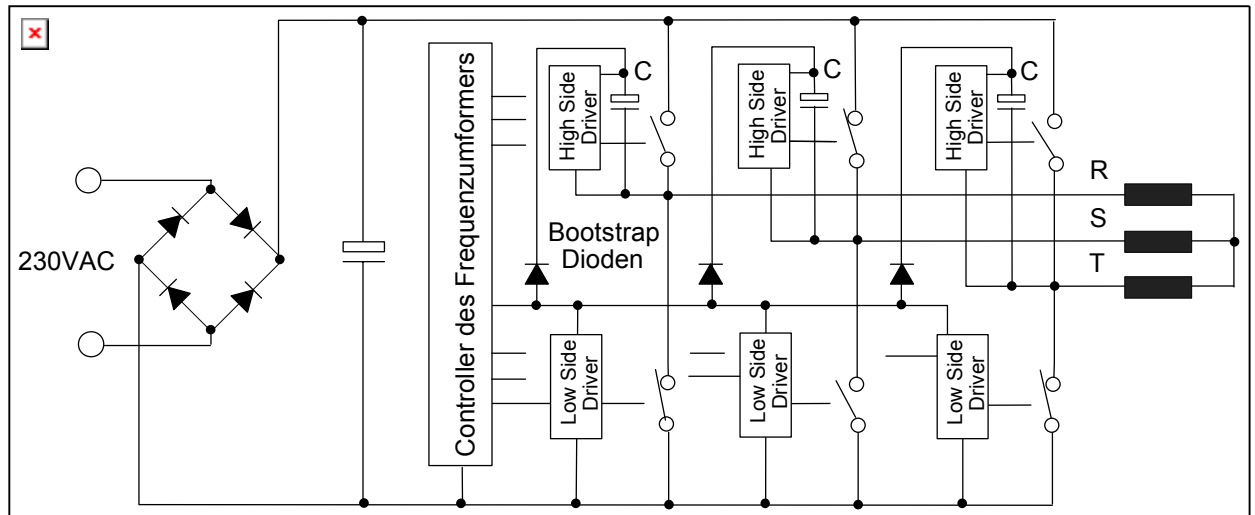 230VAC
Controller des Frequenzumformers
High Side
Driver
C
High Side
Driver
C
High Side
Driver
C
R
S
T
Bootstrap
Dioden
Low Side
Driver
Low Side
Driver
Low Side
Driver